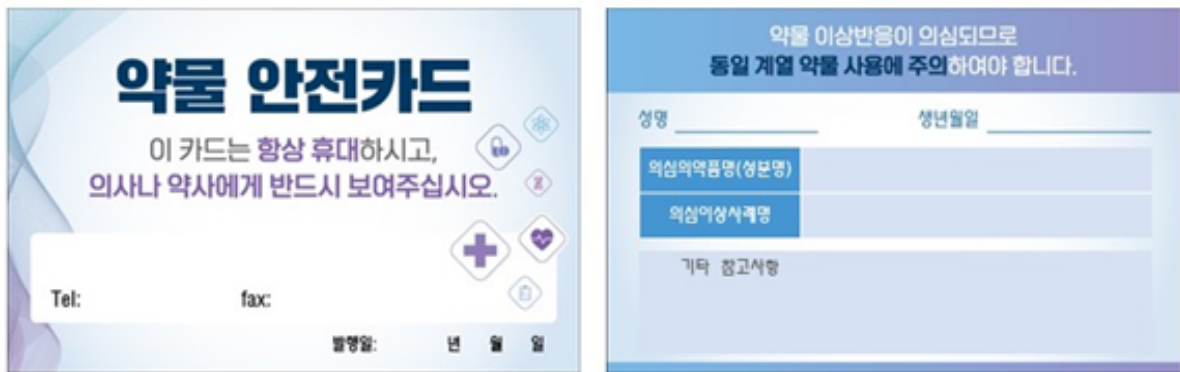 약물 안전카드
이 카드는 항상 휴대하시고,
의사나 약사에게 반드시 보여주십시오.
Tel: fax:
발행일: 년 월 일
약물 이상반응이 의심되므로
동일 계열 약물 사용에 주의하여야 합니다.
성명 생년월일
의심의약품명(성분명)
의심이상사례명
기타 참고사항